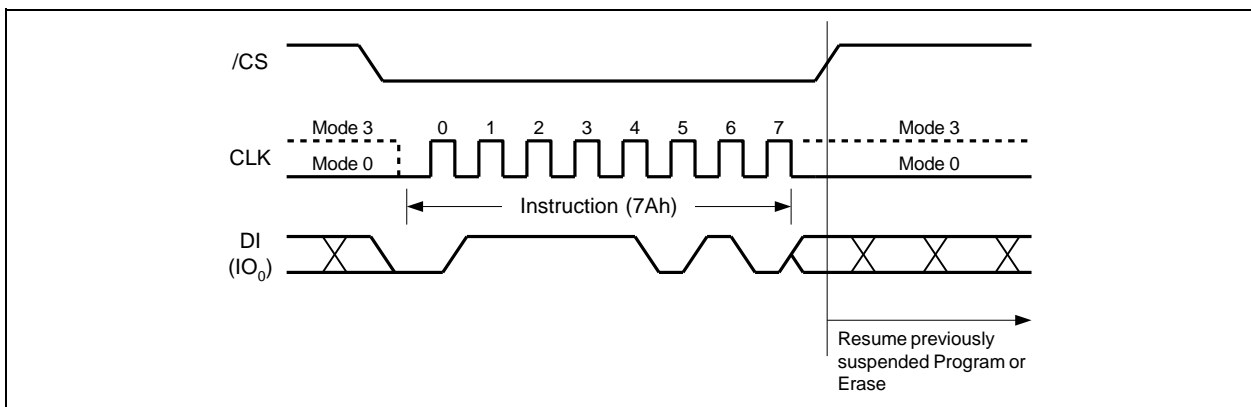 /CS
Mode 3 0 1 2 3 4 5 6 7 Mode 3
CLK
Mode 0 Mode 0
Instruction (7Ah)
DI
(IO0)
Resume previously
suspended Program or
Erase